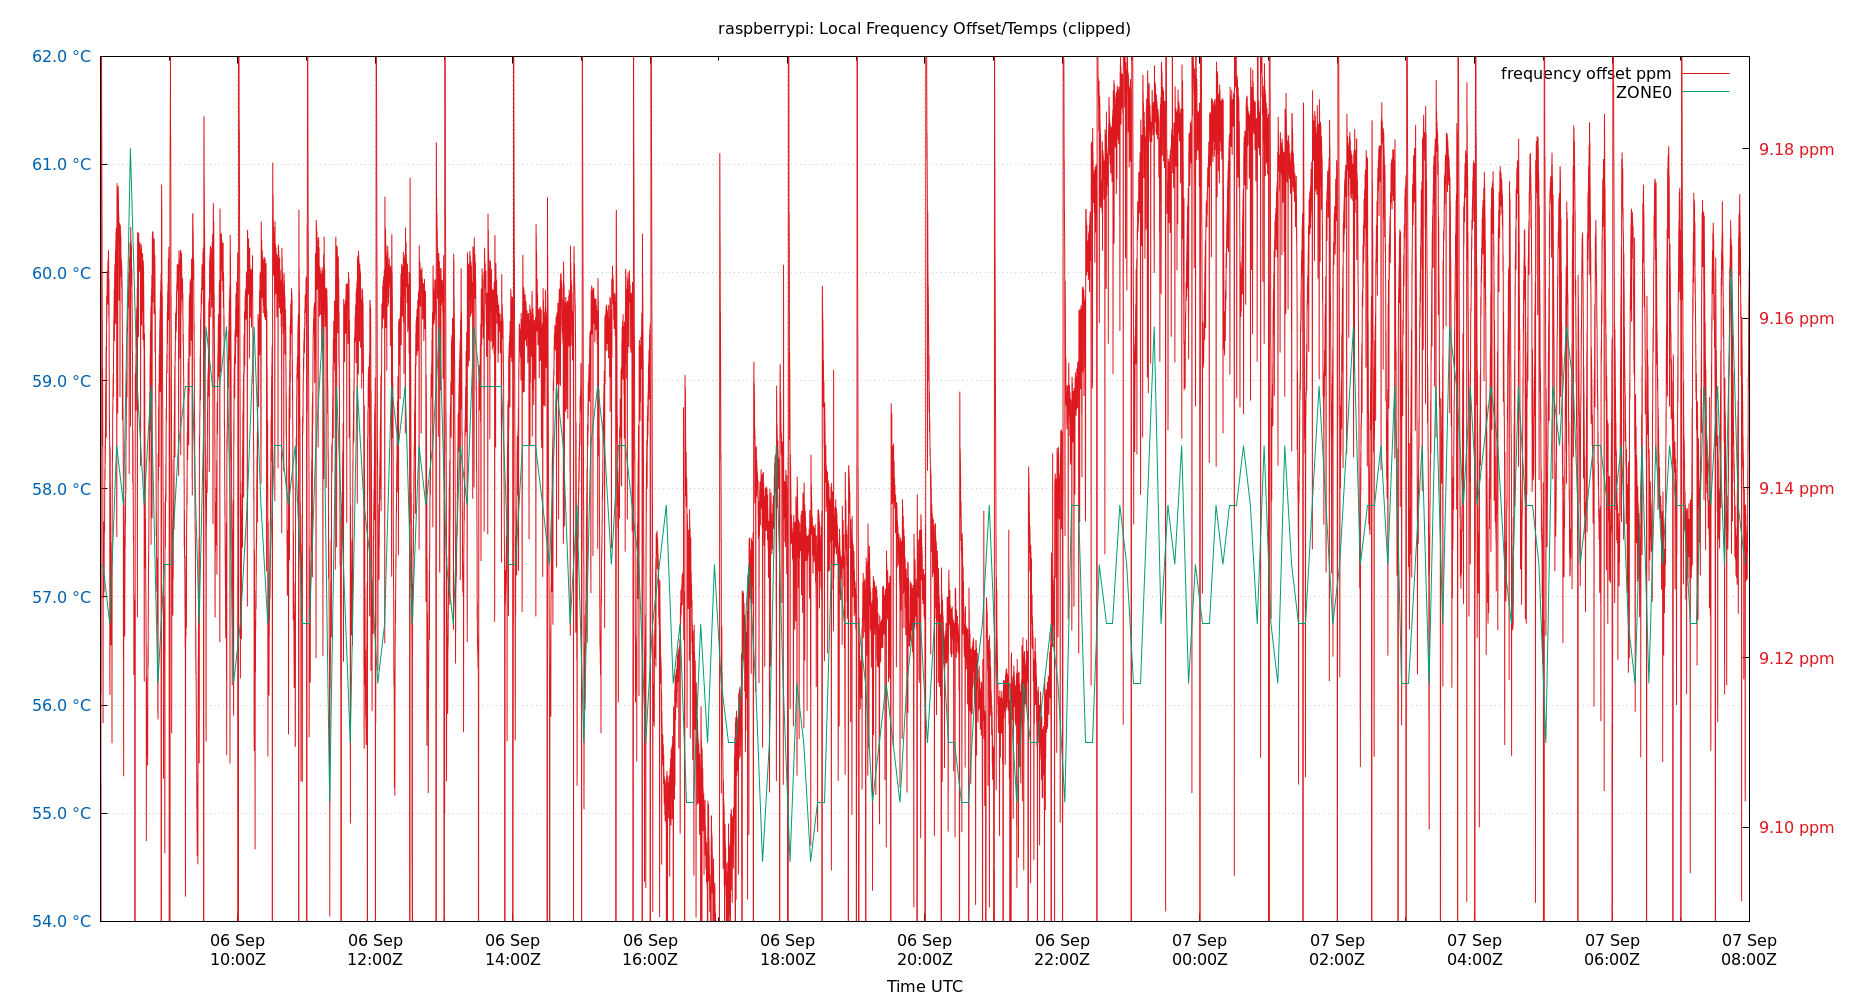 raspberrypi: Local Frequency Offset/Temps (clipped)
62.0 °C
61.0 °C
60.0 °C
59.0 °C
58.0 °C
57.0 °C
56.0 °C
55.0 °C
54.0 °C
frequency offset ppm
ZONE0
9.18 ppm
9.16 ppm
9.14 ppm
9.12 ppm
9.10 ppm
06 Sep 06 Sep 06 Sep 06 Sep 06 Sep 06 Sep 06 Sep 07 Sep 07 Sep 07 Sep 07 Sep 07 Sep
10:00Z 12:00Z 14:00Z 16:00Z 18:00Z 20:00Z 22:00Z 00:00Z 02:00Z 04:00Z 06:00Z 08:00Z
Time UTC